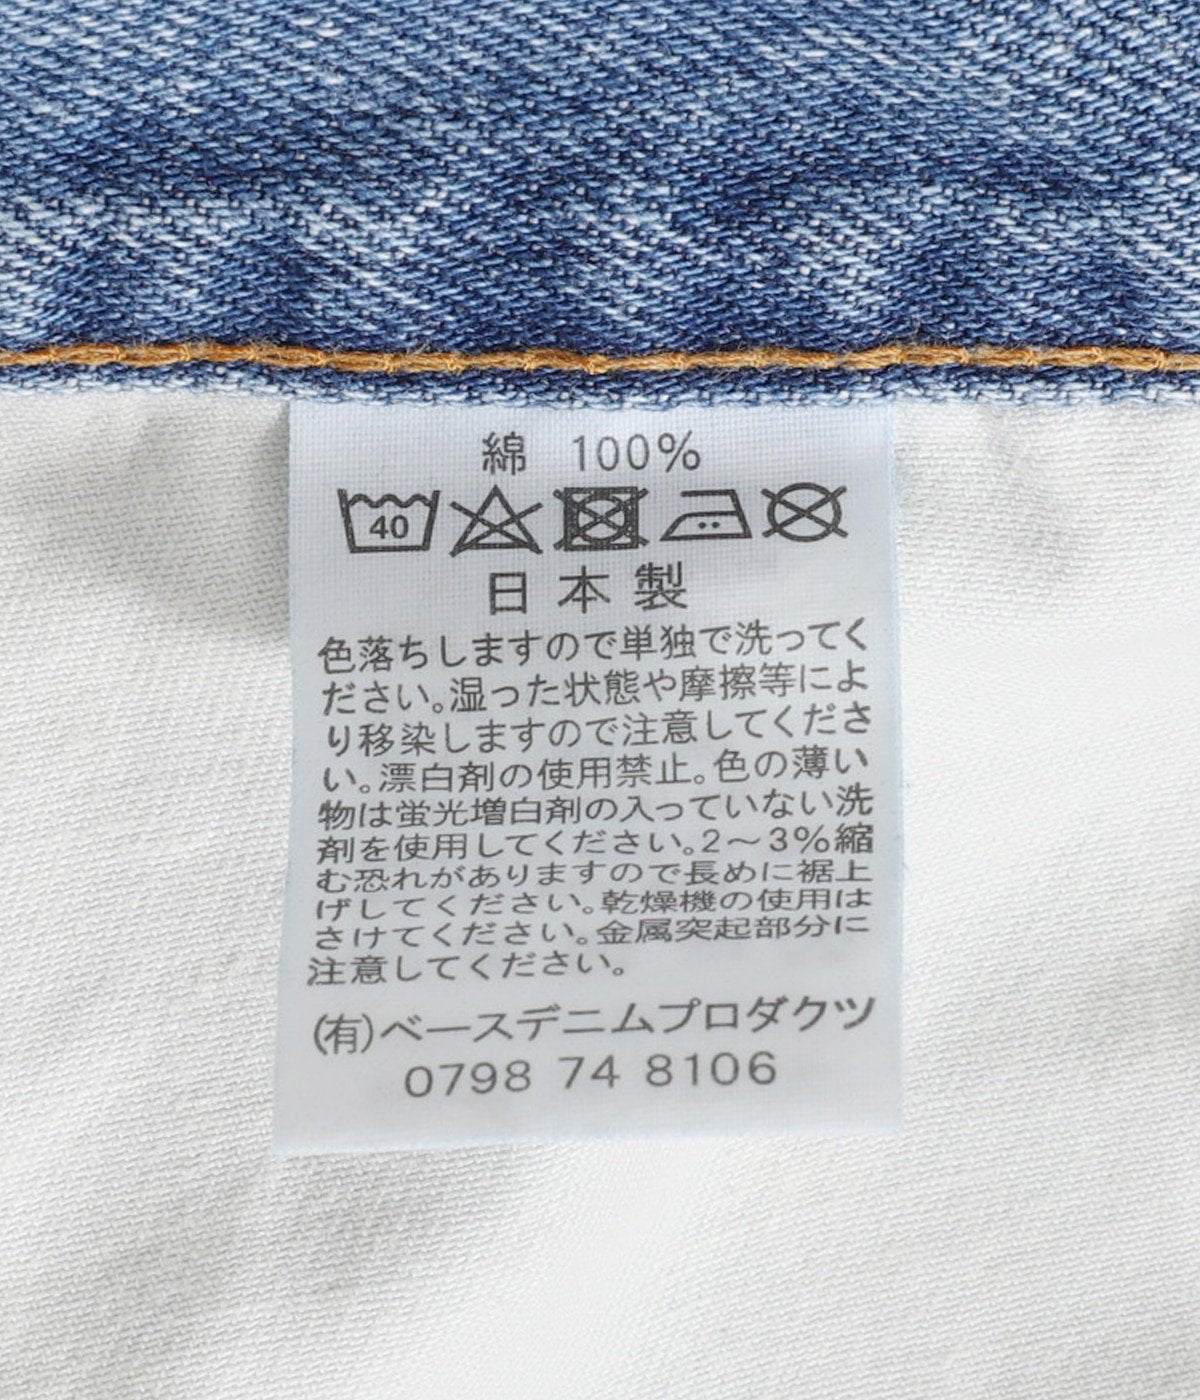 綿 100%
40
日本製
色落ちしますので単独で洗ってく
ださい。湿った状態や摩擦等によ
り移染しますので注意してくださ
い。漂白剤の使用禁止。色の薄い
物は蛍光増白剤の入っていない洗
剤を使用してください。2～3%縮
む恐れがありますので長めに裾上
げしてください。乾燥機の使用は
さけてください。金属突起部分に
注意してください。
(有)ベースデニムプロダクツ
0798 74 8106